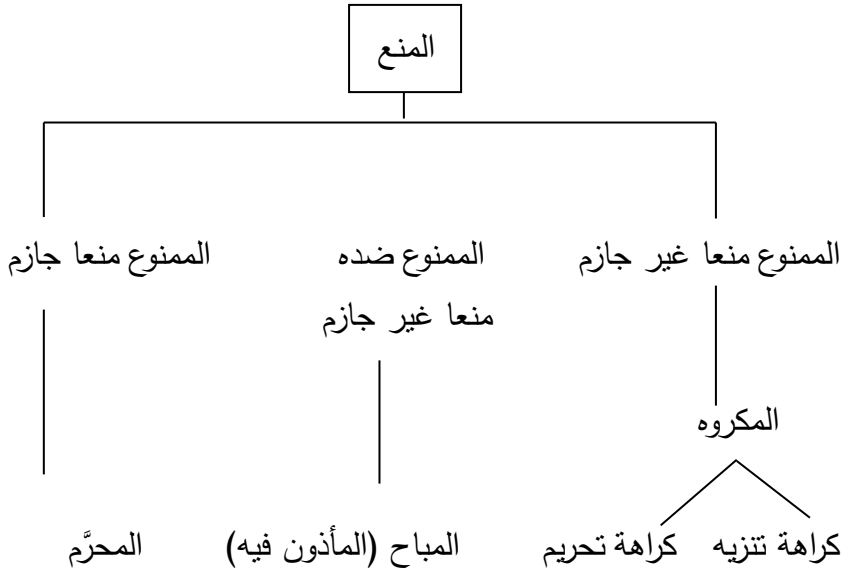 المنع
الممنوع منعا غير جازم
الممنوع ضده
منعا غير جازم
الممنوع منعا جازم
المكروه
كراهة تنزيه
كراهة تحريم
المباح (المأذون فيه)
المحرَّم